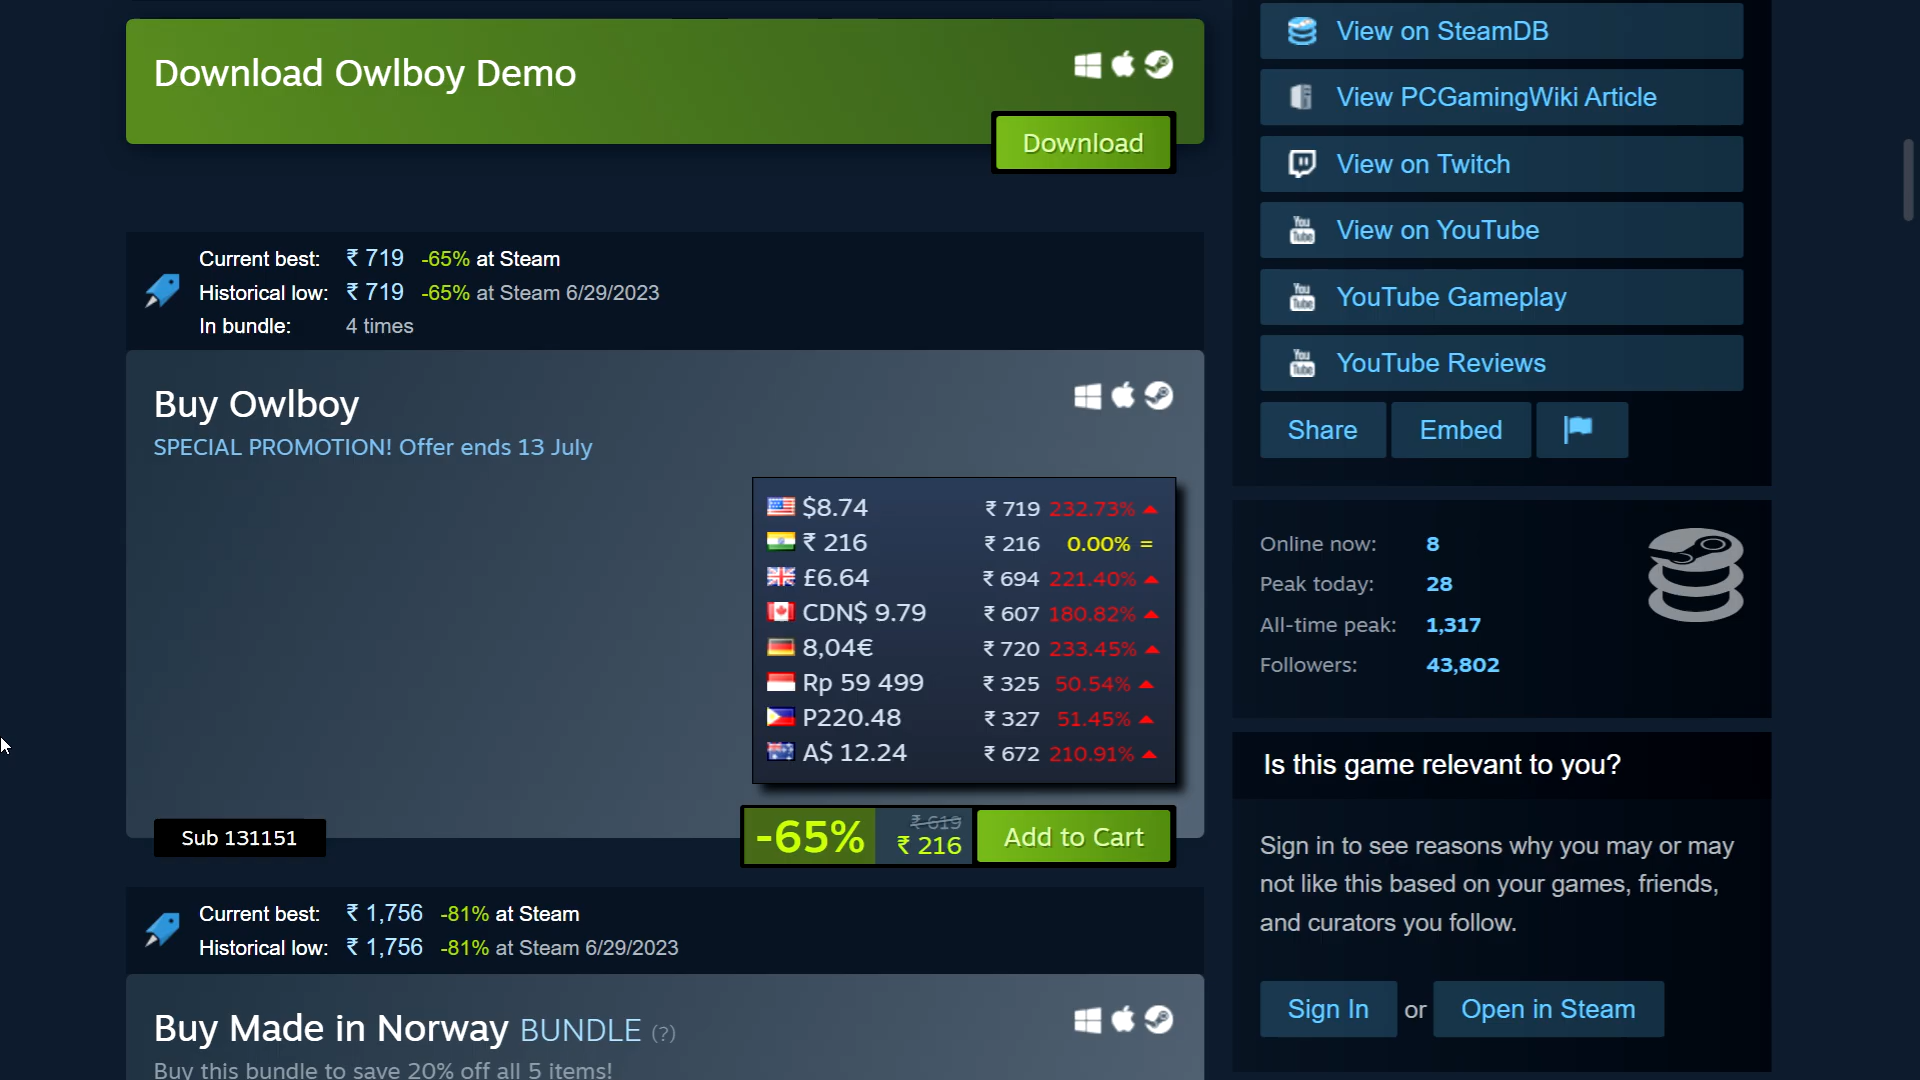 Download Owlboy Demo
Download
Current best: ₹ 719 -65% at Steam
Historical low: ₹ 719 -65% at Steam 6/29/2023
In bundle: 4 times
Buy Owlboy
SPECIAL PROMOTION! Offer ends 13 July
$8.74 ₹ 719 232.73%
₹ 216 ₹ 216 0.00% =
£6.64 ₹ 694 221.40%
CDN$ 9.79 ₹ 607 180.82%
8,04€ ₹ 720 233.45%
Rp 59 499 ₹ 325 50.54%
P220.48 ₹ 327 51.45%
A$ 12.24 ₹ 672 210.91%
Sub 131151
-65%
₹ 619
₹ 216
Add to Cart
Current best: ₹ 1,756 -81% at Steam
Historical low: ₹ 1,756 -81% at Steam 6/29/2023
Buy Made in Norway BUNDLE (?)
Buy this bundle to save 20% off all 5 items!
View on SteamDB
View PCGamingWiki Article
View on Twitch
You Tube View on YouTube
You Tube YouTube Gameplay
You Tube YouTube Reviews
Share Embed
Online now: 8
Peak today: 28
All-time peak: 1,317
Followers: 43,802
Is this game relevant to you?
Sign in to see reasons why you may or may
not like this based on your games, friends,
and curators you follow.
Sign In or Open in Steam